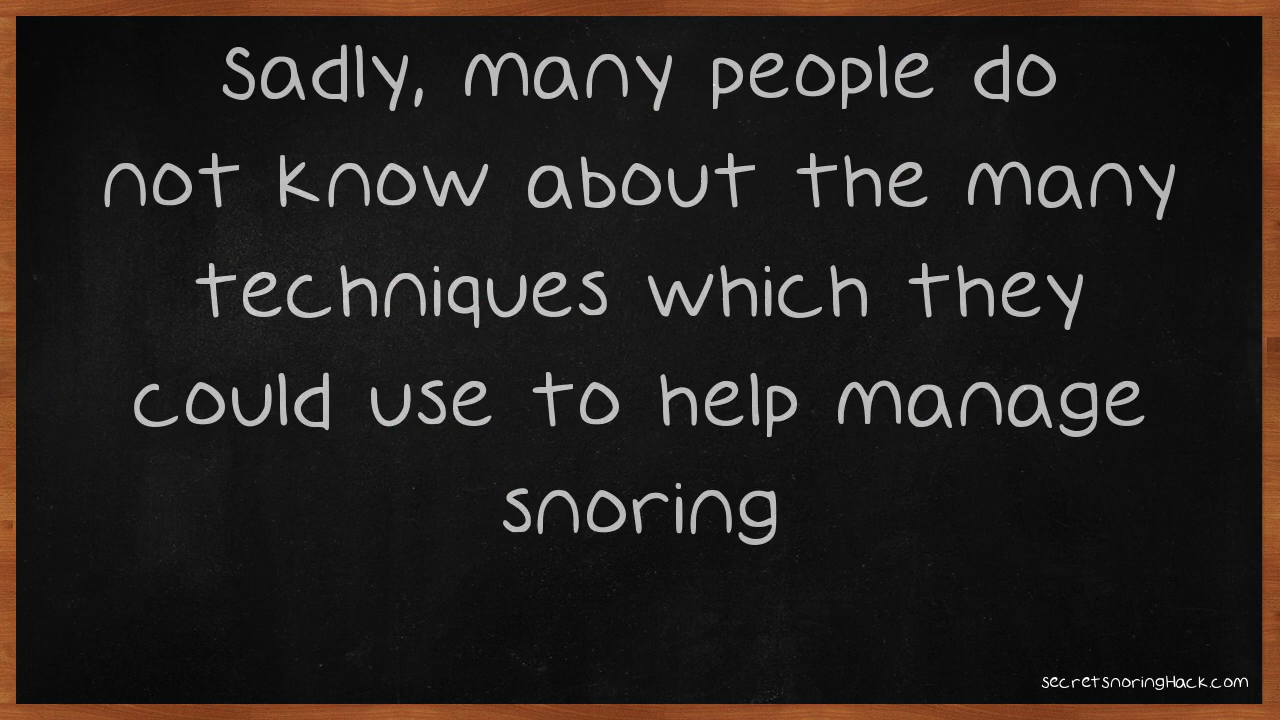 Sadly, many people do
not know about the many
techniques which they
could use to help manage
snoring
secretsnoringHack.com